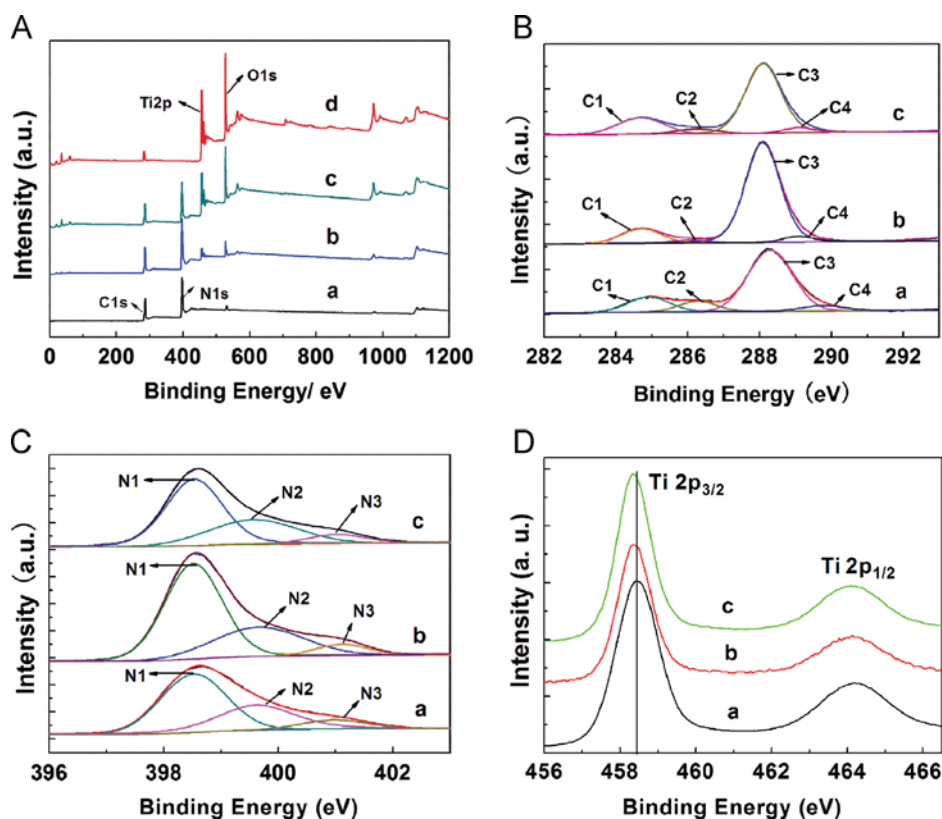 A
Intensity (a.u.)
Ti2p
O1s
d
c
b
C1s
N1s
a
0 200 400 600 800 1000 1200
Binding Energy/ eV
B
Intensity (a.u.)
C1
C2
C3
C4
c
C1
C2
C3
C4
b
C1
C2
C3
C4
a
282 284 286 288 290 292
Binding Energy (eV)
C
Intensity (a.u.)
N1
N2
N3
c
N1
N2
N3
b
N1
N2
N3
a
396 398 400 402
Binding Energy (eV)
D
Intensity (a. u.)
Ti 2p3/2
Ti 2p1/2
c
b
a
456 458 460 462 464 466
Binding Energy (eV)